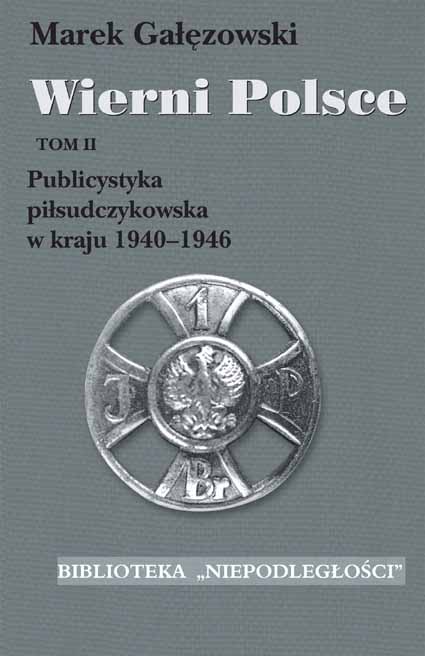 Marek Gałęzowski
Wierni Polsce
TOM II
Publicystyka
piłsudczykowska
w kraju 1940–1946
1
J P
Br
BIBLIOTEKA „NIEPODLEGŁOŚCI”